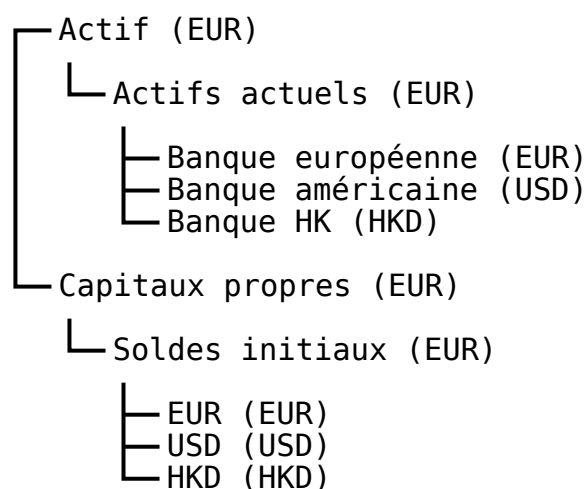 Actif (EUR)
Actifs actuels (EUR)
Banque européenne (EUR)
Banque américaine (USD)
Banque HK (HKD)
Capitaux propres (EUR)
Soldes initiaux (EUR)
EUR (EUR)
USD (USD)
HKD (HKD)